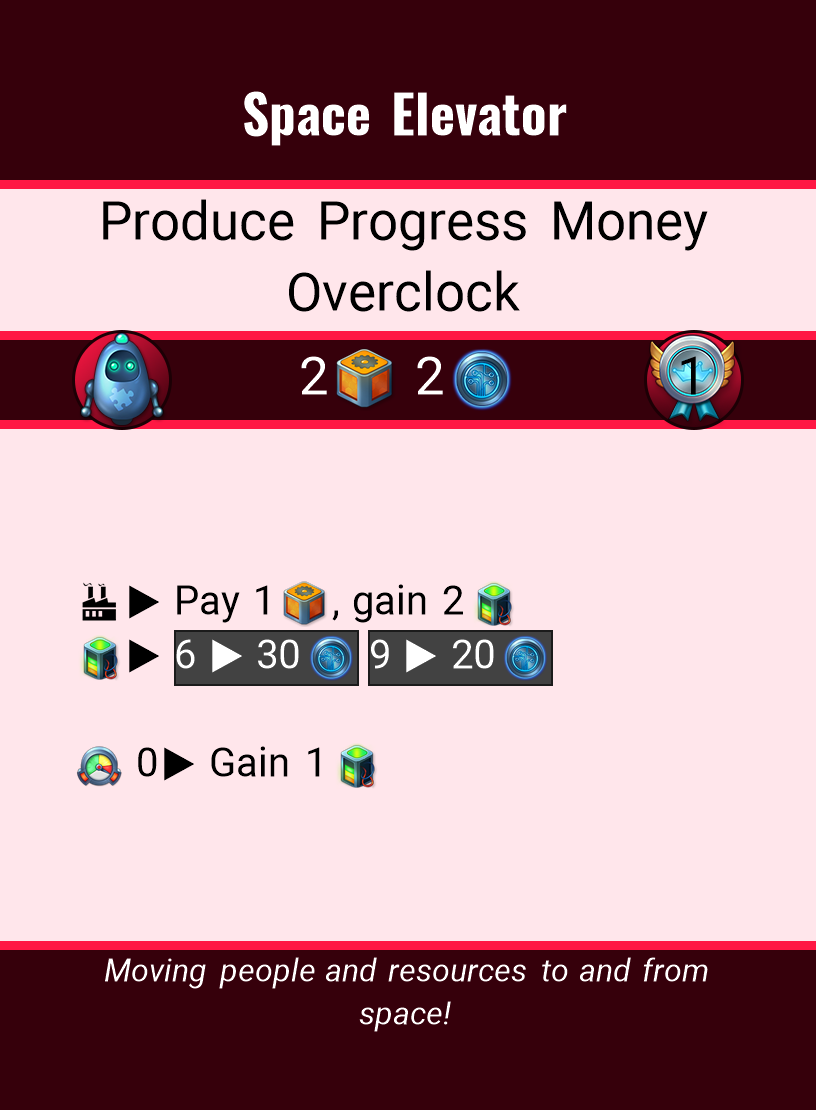 Space Elevator
Produce Progress Money
Overclock
2 2 1
▶ Pay 1 , gain 2
▶ 6 ▶ 30 9 ▶ 20
0▶ Gain 1
Moving people and resources to and from
space!